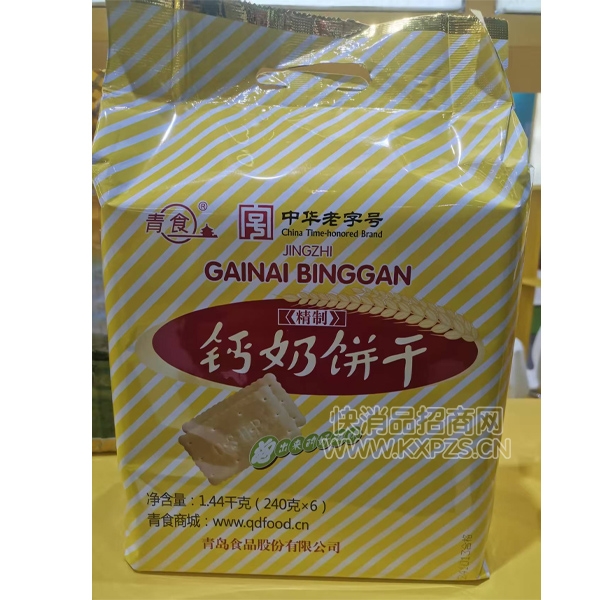 青食®
中华老字号
China Time-honored Brand
JINGZHI
GAINAI BINGGAN
《精制》
钙奶饼干
快消品招商网
WWW.KXPZS.CN
净含量：1.44千克（240克×6）
青食商城：www.qdfood.cn
青岛食品股份有限公司